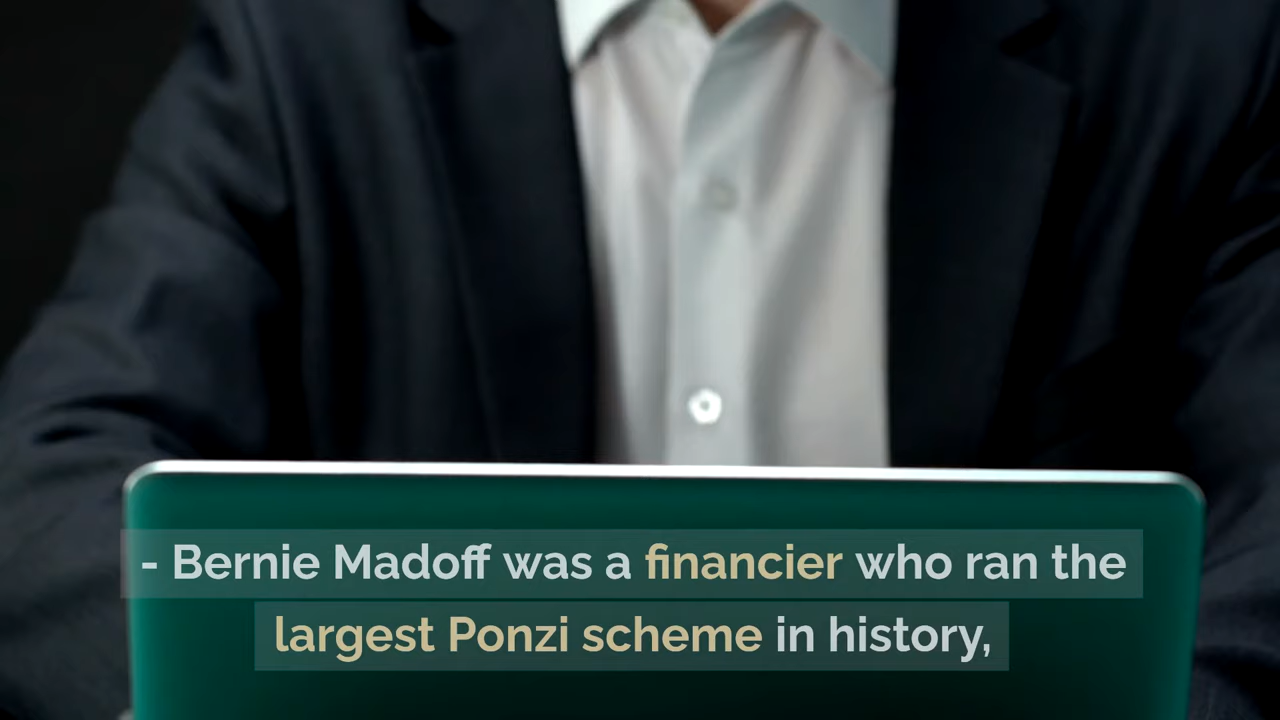 - Bernie Madoff was a financier who ran the
largest Ponzi scheme in history,